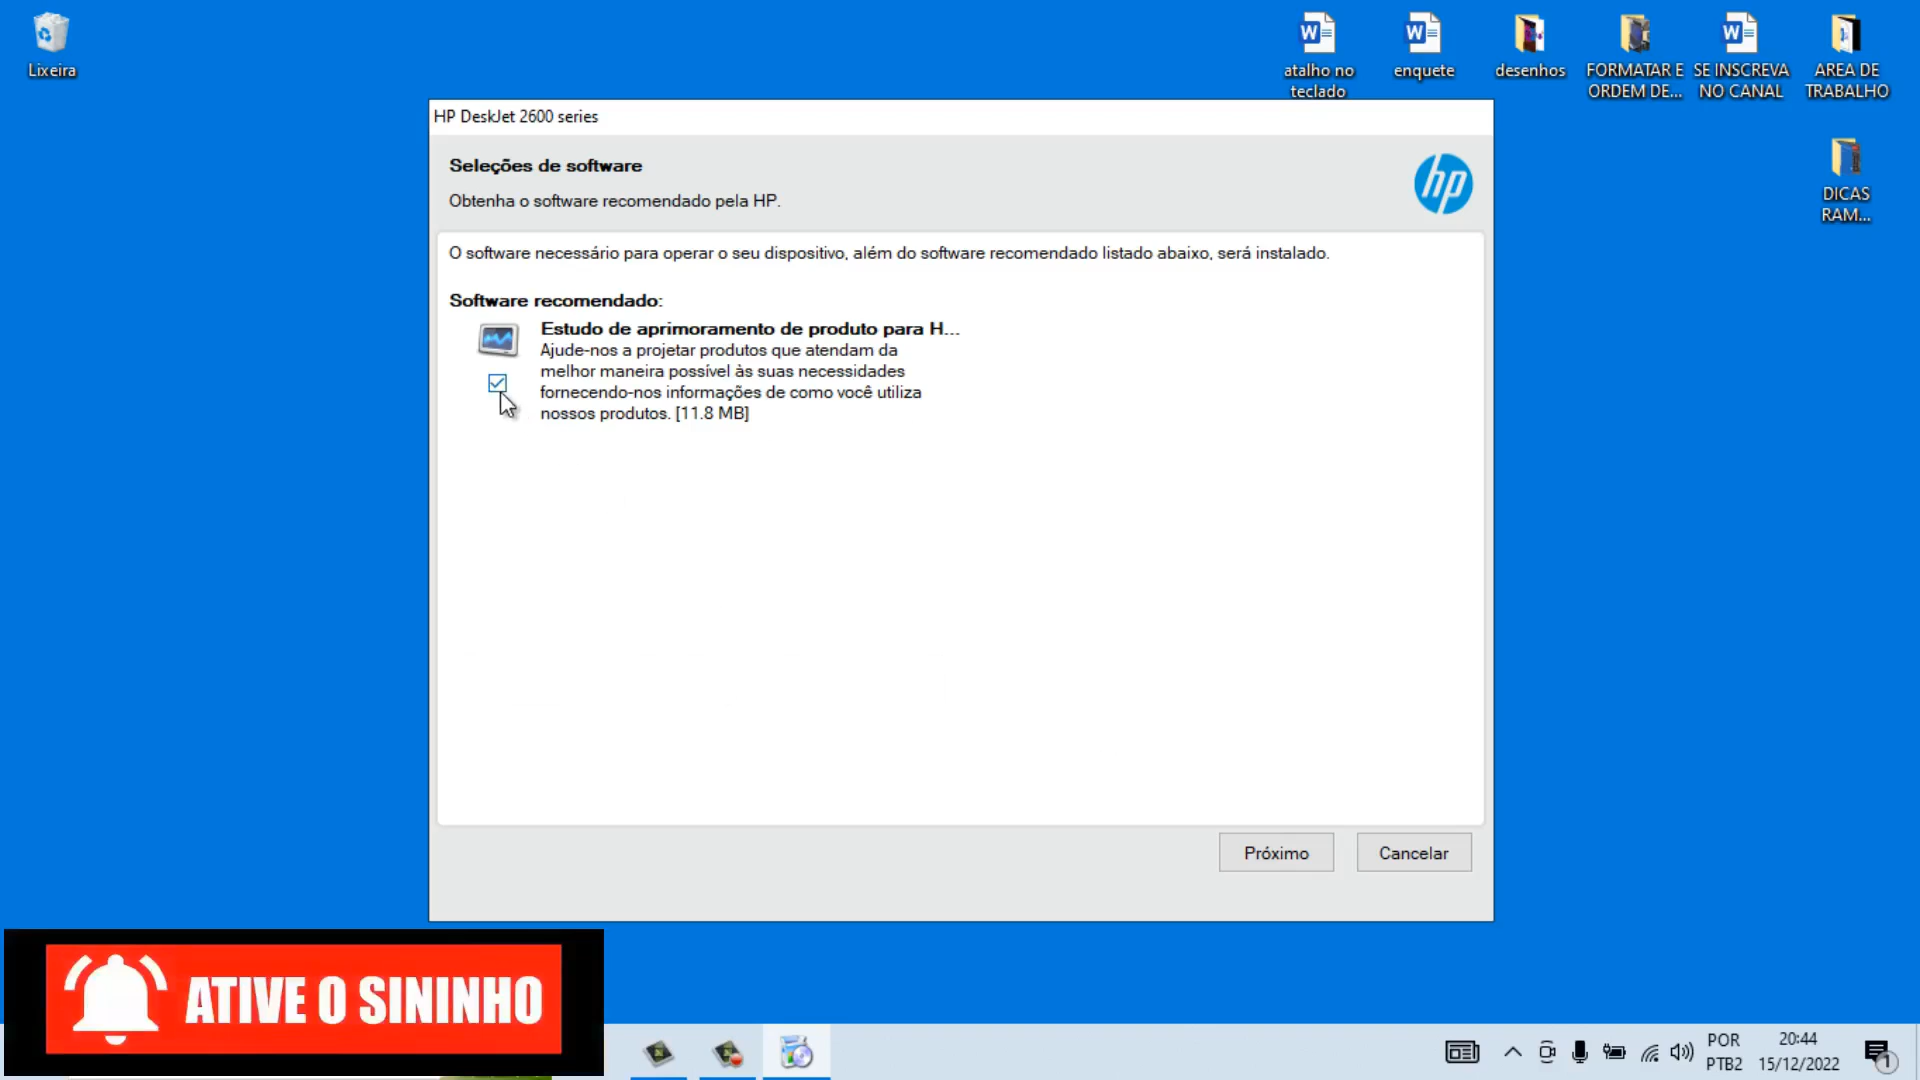 Lixeira
atalho no
teclado
enquete
desenhos
FORMATAR E
ORDEM DE...
SE INSCREVA
NO CANAL
AREA DE
TRABALHO
DICAS
RAM...
HP DeskJet 2600 series
Seleções de software
Obtenha o software recomendado pela HP.
hp
O software necessário para operar o seu dispositivo, além do software recomendado listado abaixo, será instalado.
Software recomendado:
Estudo de aprimoramento de produto para H...
Ajude-nos a projetar produtos que atendam da
melhor maneira possível às suas necessidades
fornecendo-nos informações de como você utiliza
nossos produtos. [11.8 MB]
Próximo
Cancelar
ATIVE O SININHO
POR
PTB2
20:44
15/12/2022
1